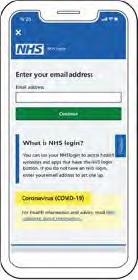 NHS
NHS login
Enter your email address
Email address
Continue
What is NHS login?
You can use your NHS login to access health
websites and apps that have the NHS login
button. If you do not have an NHS login,
enter your email address to set one up.
Coronavirus (COVID-19)
For health information and advice, read